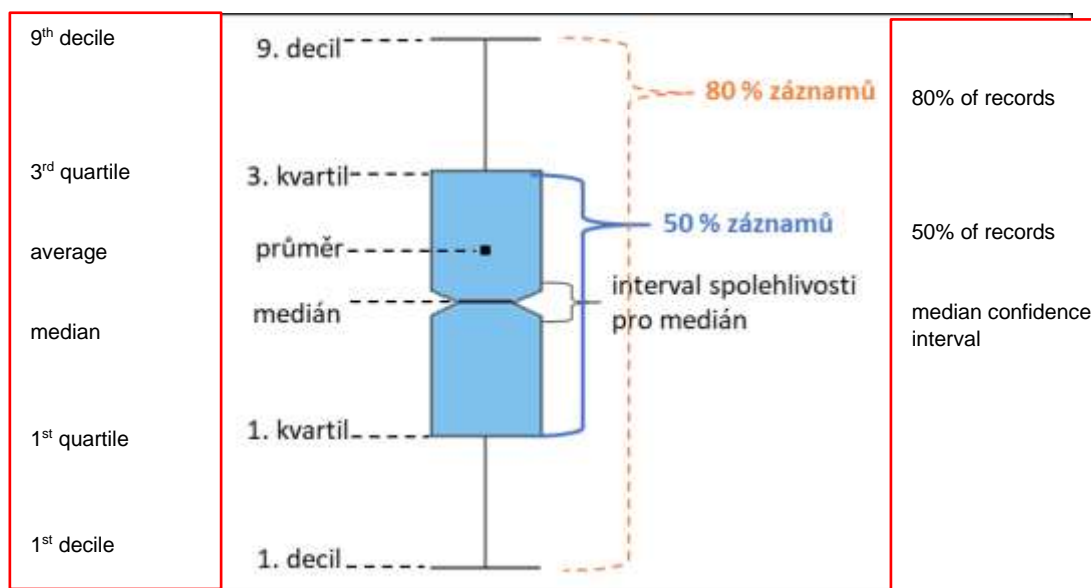 9th decile
9. decil
80 % záznamů
80% of records
3rd quartile
3. kvartil
50 % záznamů
50% of records
average
průměr
interval spolehlivosti
pro medián
median confidence
interval
median
medián
1st quartile
1. kvartil
1st decile
1. decil